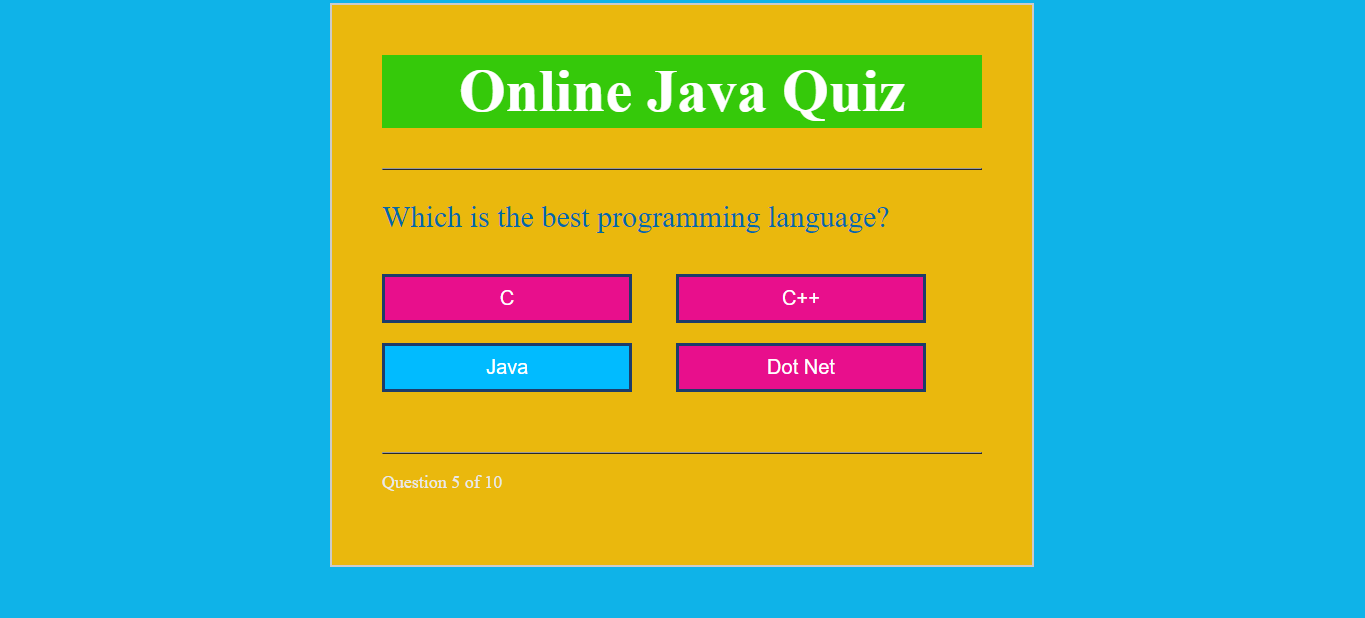 Online Java Quiz
Which is the best programming language?
C
C++
Java
Dot Net
Question 5 of 10